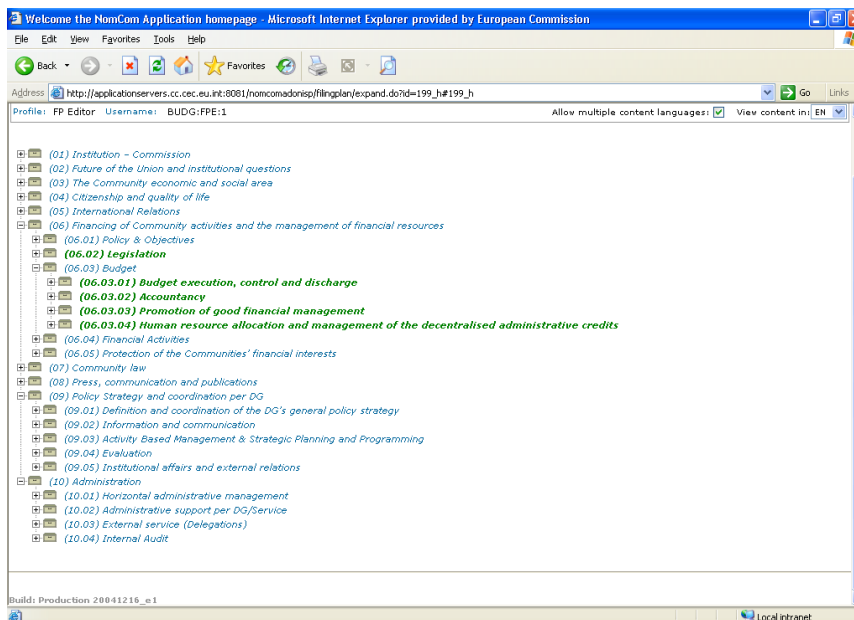 Welcome the NomCom Application homepage - Microsoft Internet Explorer provided by European Commission
File Edit View Favorites Tools Help
Back Favorites
Address http://applicationservers.cc.cec.eu.int:8081/nomcomadonisp/filingplan/expand.do?id=199_h#199_h Go Links
Profile: FP Editor Username: BUDG:FPE:1 Allow multiple content languages: View content in: EN
(01) Institution – Commission
(02) Future of the Union and institutional questions
(03) The Community economic and social area
(04) Citizenship and quality of life
(05) International Relations
(06) Financing of Community activities and the management of financial resources
(06.01) Policy & Objectives
(06.02) Legislation
(06.03) Budget
(06.03.01) Budget execution, control and discharge
(06.03.02) Accountancy
(06.03.03) Promotion of good financial management
(06.03.04) Human resource allocation and management of the decentralised administrative credits
(06.04) Financial Activities
(06.05) Protection of the Communities' financial interests
(07) Community law
(08) Press, communication and publications
(09) Policy Strategy and coordination per DG
(09.01) Definition and coordination of the DG's general policy strategy
(09.02) Information and communication
(09.03) Activity Based Management & Strategic Planning and Programming
(09.04) Evaluation
(09.05) Institutional affairs and external relations
(10) Administration
(10.01) Horizontal administrative management
(10.02) Administrative support per DG/Service
(10.03) External service (Delegations)
(10.04) Internal Audit
Build: Production 20041216_e1
Local intranet